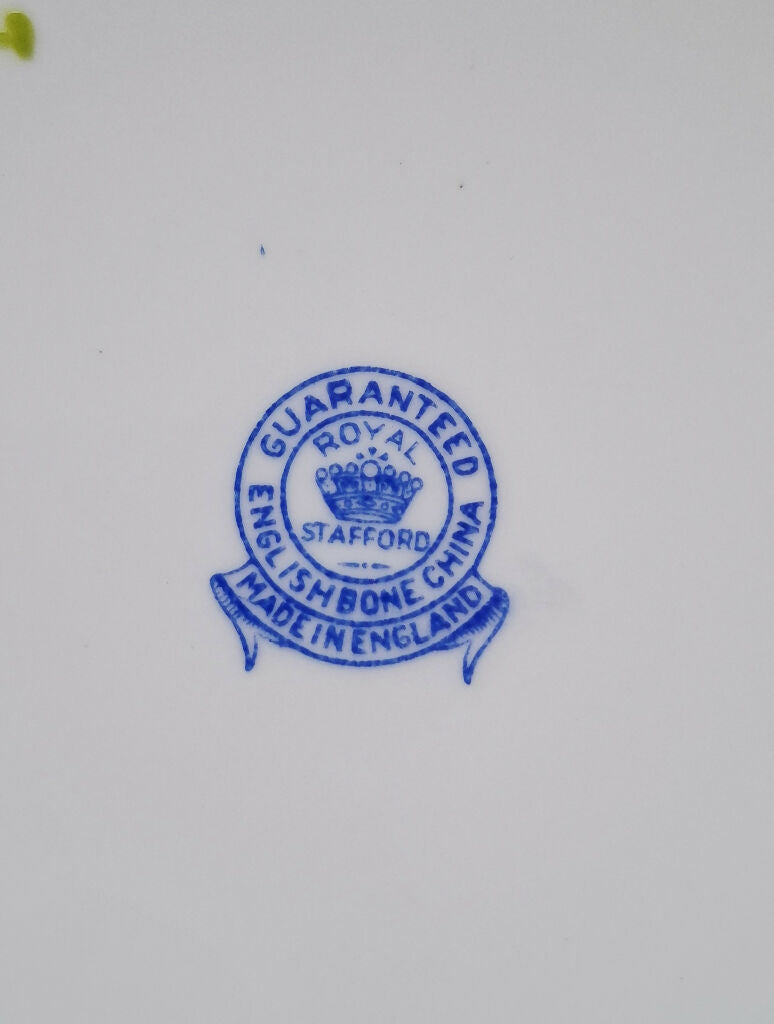 GUARANTEED
ROYAL
STAFFORD
ENGLISH BONE CHINA
MADE IN ENGLAND